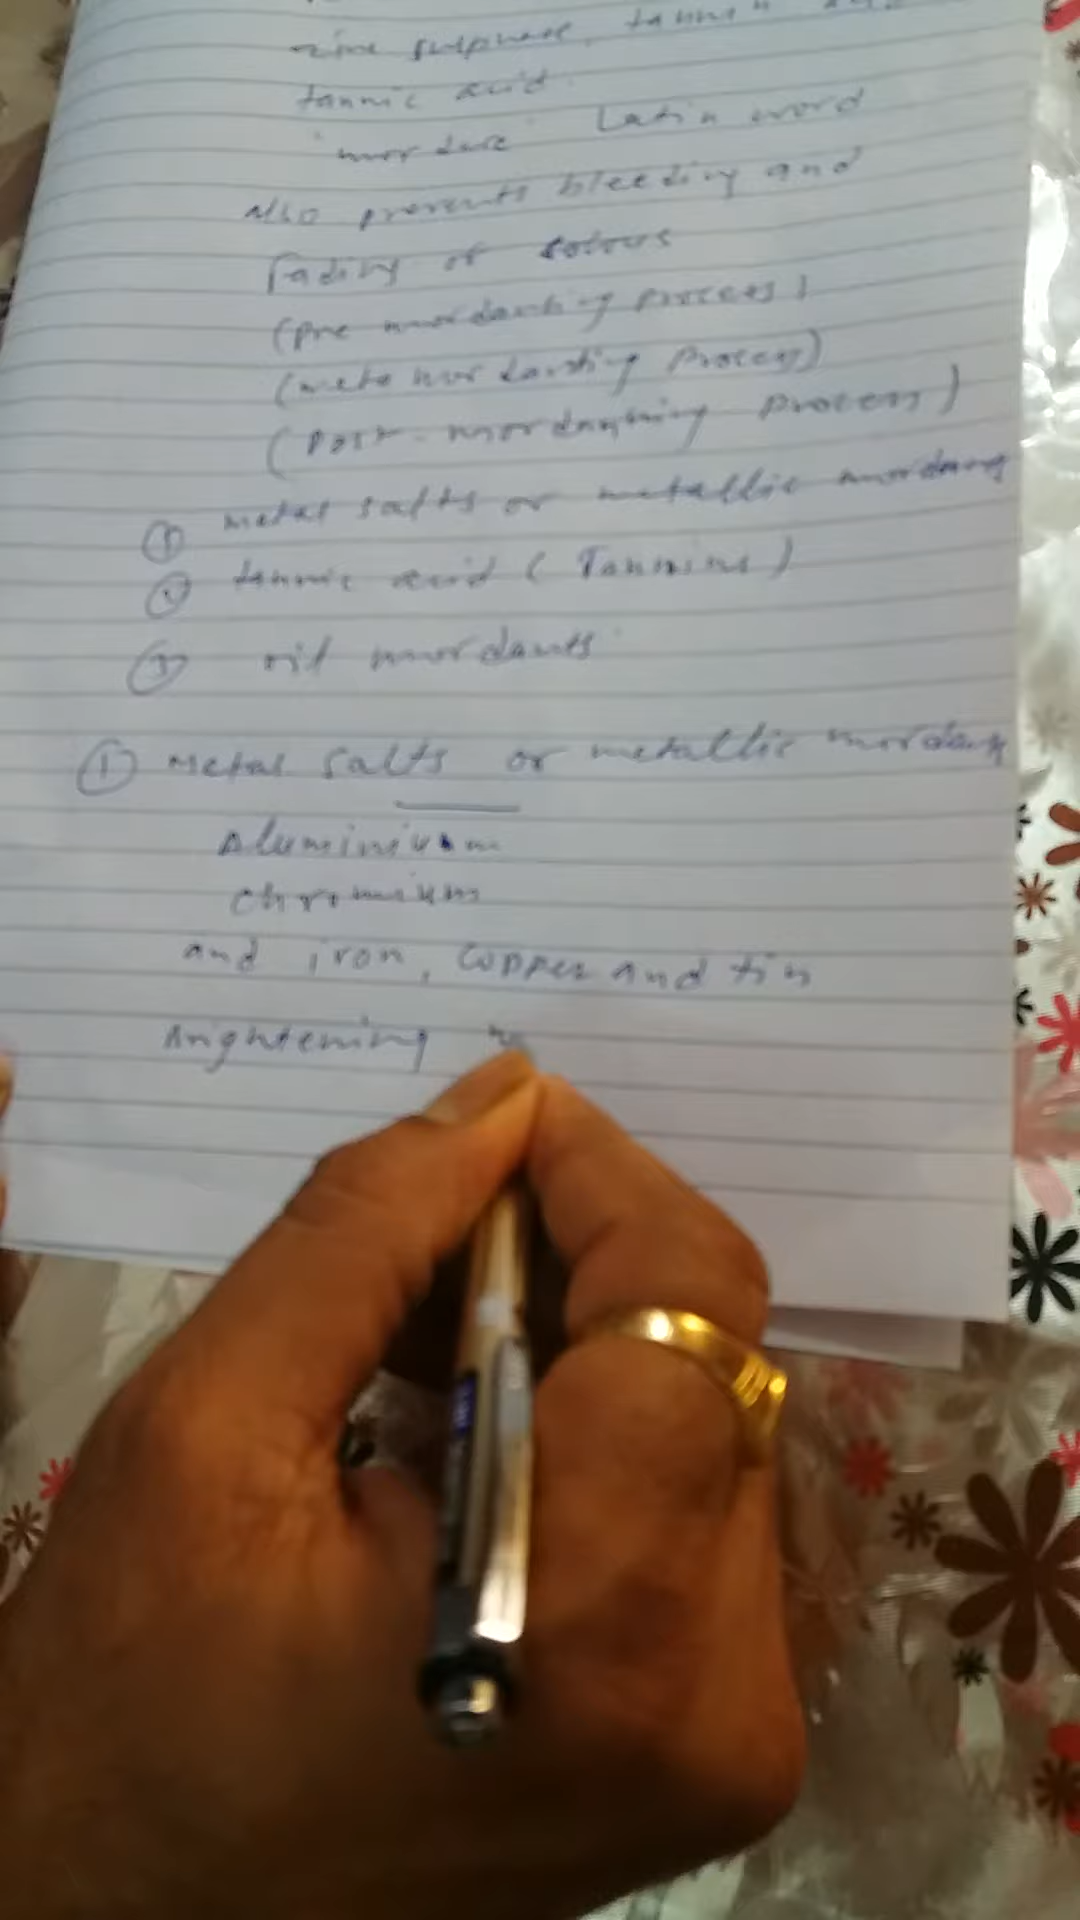 zinc sulphate, tannin and
tannic acid.
"mordare" Latin word
also prevents bleeding and
fading of colours
(Pre mordanting process)
(meta mordanting process)
(Post-mordanting process)
① metal salts or metallic mordants
② tannic acid (Tannins)
③ oil mordants
① Metal salts or metallic mordants
Aluminium
chromium
and iron, copper and tin
Brightening